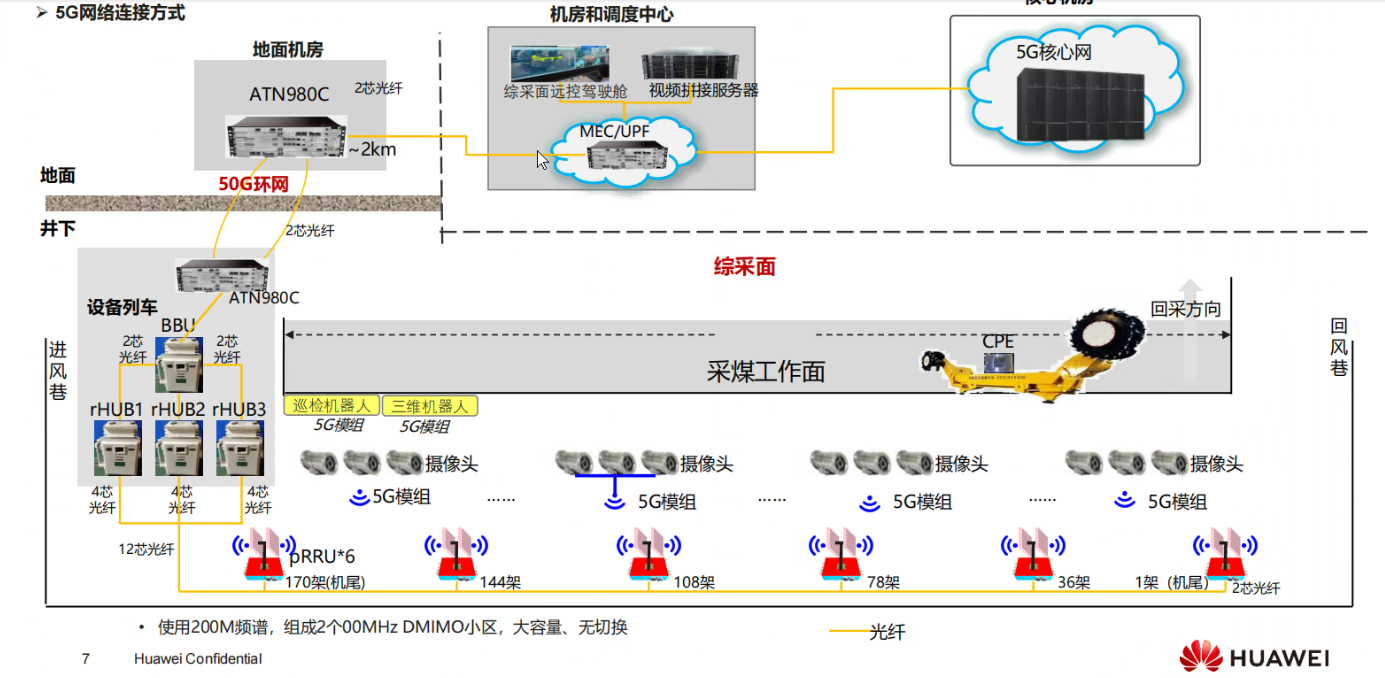 ➢ 5G网络连接方式
机房和调度中心
核心机房
地面机房
ATN980C
2芯光纤
~2km
综采面远控驾驶舱
视频拼接服务器
MEC/UPF
5G核心网
地面
50G环网
井下
2芯光纤
ATN980C
综采面
设备列车
BBU
2芯
光纤
2芯
光纤
rHUB1
rHUB2
rHUB3
进风巷
回采方向
CPE
采煤工作面
回风巷
巡检机器人
三维机器人
5G模组
5G模组
摄像头
摄像头
摄像头
摄像头
4芯
光纤
4芯
光纤
4芯
光纤
5G模组
……
5G模组
……
5G模组
……
5G模组
12芯光纤
pRRU*6
170架(机尾)
144架
108架
78架
36架
1架（机尾）
2芯光纤
• 使用200M频谱，组成2个00MHz DMIMO小区，大容量、无切换
光纤
7
Huawei Confidential
HUAWEI